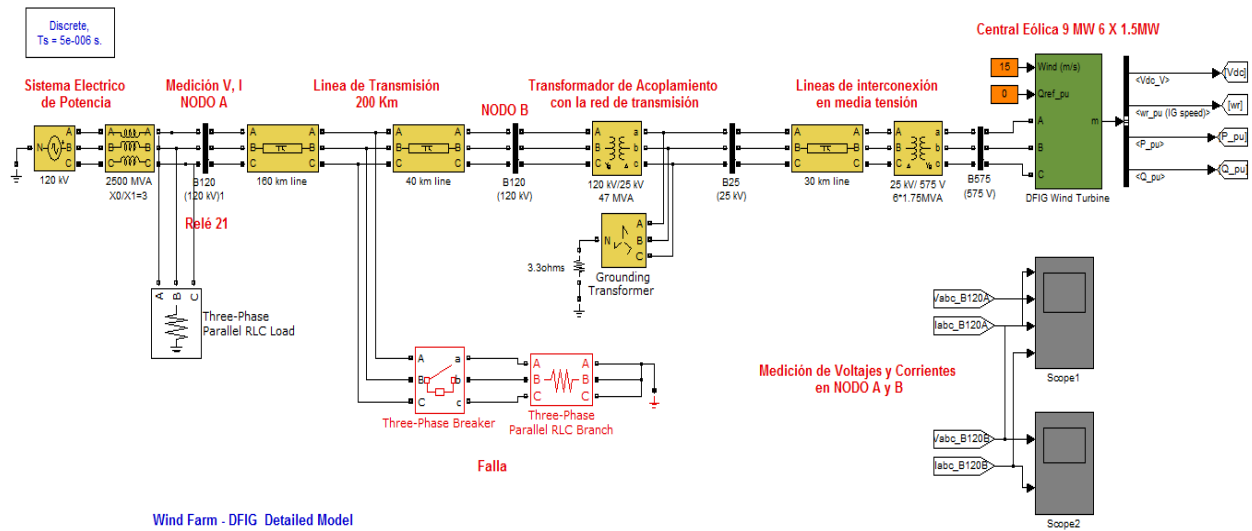 Discrete,
Ts = 5e-006 s.
Central Eólica 9 MW 6 X 1.5MW
Sistema Electrico
de Potencia
Medición V, I
NODO A
Linea de Transmisión
200 Km
NODO B
Transformador de Acoplamiento
con la red de transmisión
Lineas de interconexión
en media tensión
N
A
B
C
120 kV
A
B
C
A
B
C
2500 MVA
X0/X1=3
B120
(120 kV)1
A
B
C
A
B
C
160 km line
A
B
C
A
B
C
40 km line
B120
(120 kV)
A
B
C
a
b
c
120 kV/25 kV
47 MVA
B25
(25 kV)
A
B
C
A
B
C
30 km line
A
B
C
a
b
c
25 kV/ 575 V
6*1.75MVA
B575
(575 V)
15
0
Wind (m/s)
Qref_pu
A
B
C
m
DFIG Wind Turbine
<Vdc_V>
[Vdc]
<wr_pu (IG speed)>
[wr]
<P_pu>
[P_pu]
<Q_pu>
[Q_pu]
Relé 21
A B C
Three-Phase
Parallel RLC Load
N
A
B
C
3.3ohms
Grounding
Transformer
A
B
C
a
b
c
Three-Phase Breaker
A
B
C
A
B
C
Three-Phase
Parallel RLC Branch
Falla
Medición de Voltajes y Corrientes
en NODO A y B
Vabc_B120A
Iabc_B120A
Scope1
Vabc_B120B
Iabc_B120B
Scope2
Wind Farm - DFIG Detailed Model